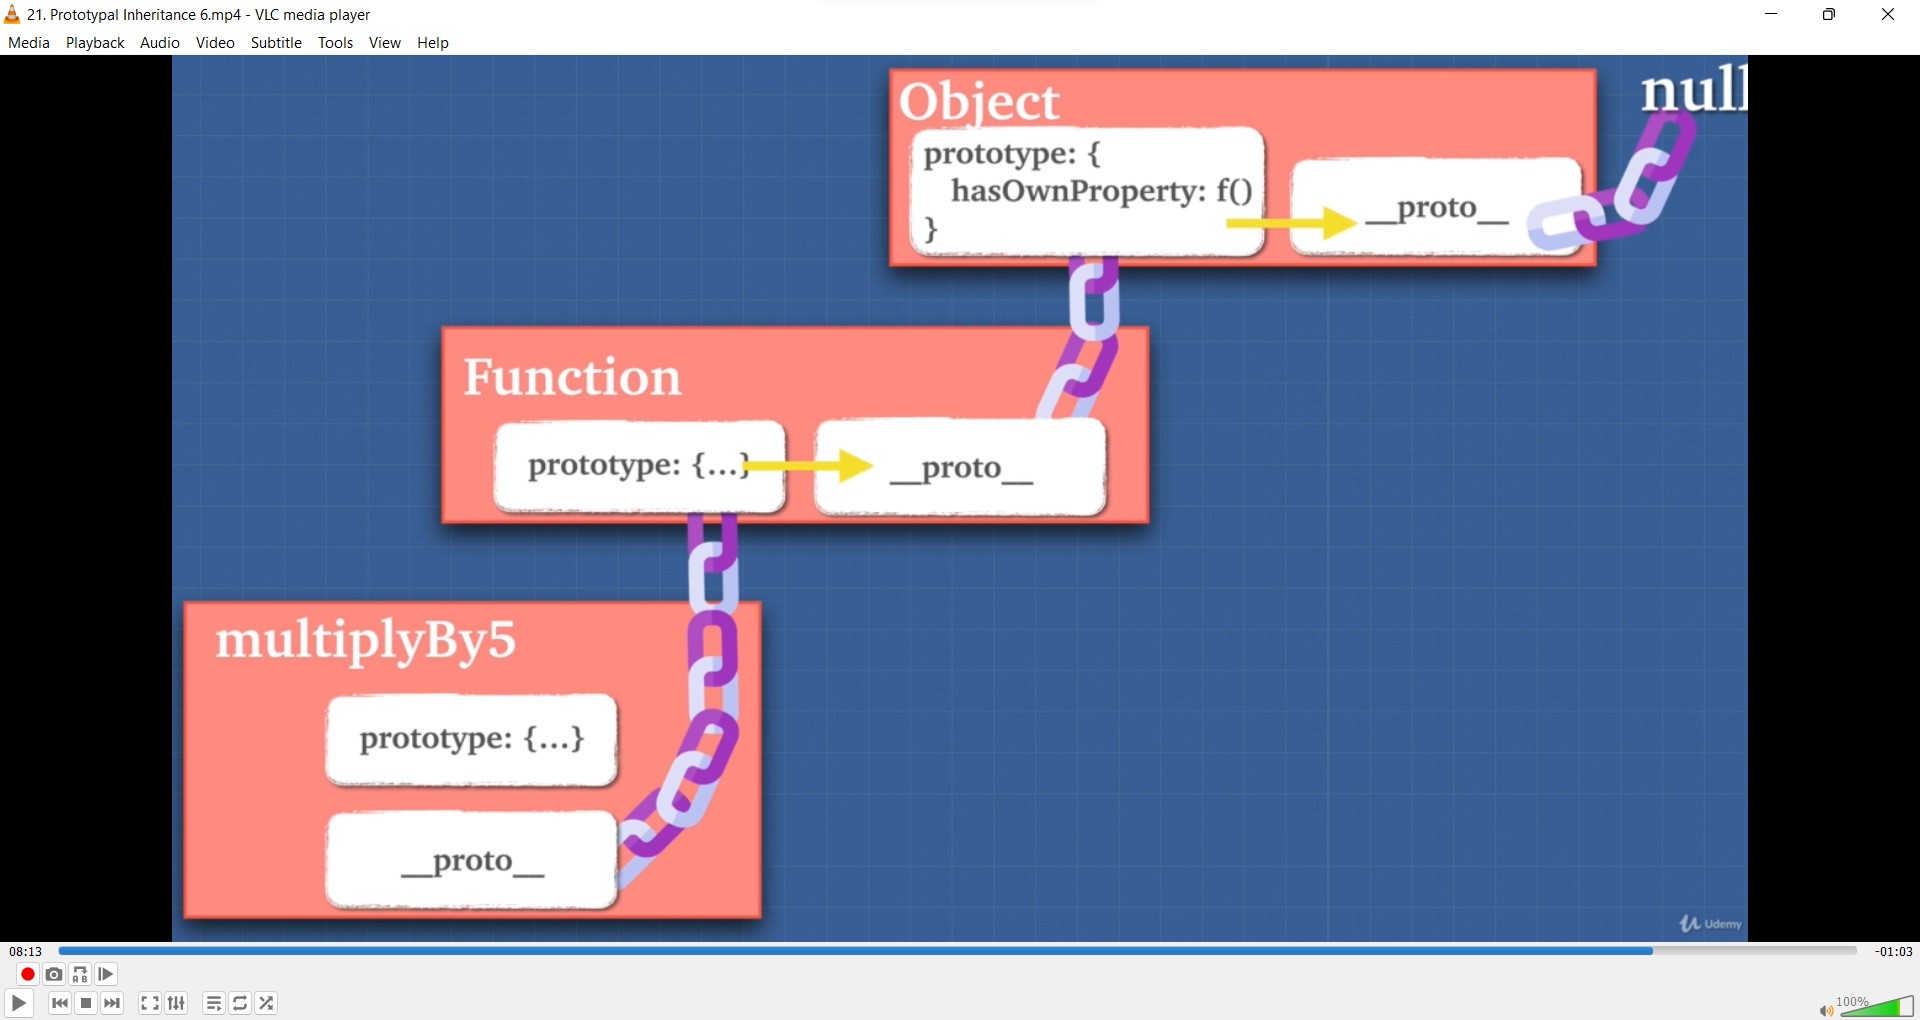 21. Prototypal Inheritance 6.mp4 - VLC media player
Media Playback Audio Video Subtitle Tools View Help
null
Object
prototype: {
hasOwnProperty: f()
}
__proto__
Function
prototype: {...}
__proto__
multiplyBy5
prototype: {...}
__proto__
Udemy
08:13
-01:03
A B
100%